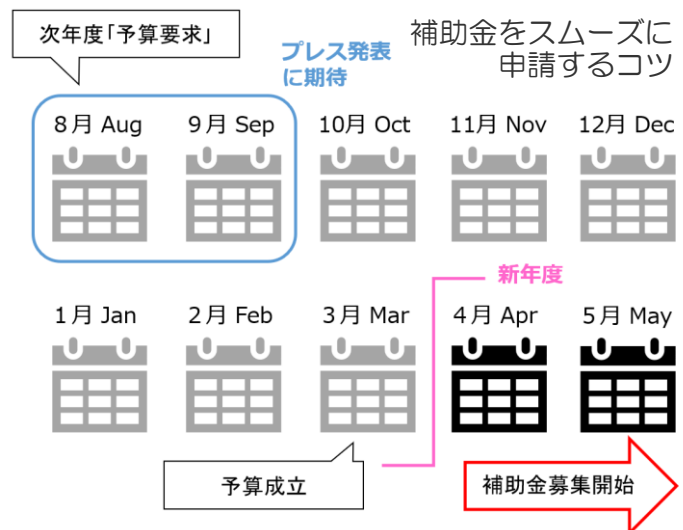 次年度「予算要求」
プレス発表
に期待
補助金をスムーズに
申請するコツ
8月 Aug
9月 Sep
10月 Oct
11月 Nov
12月 Dec
新年度
1月 Jan
2月 Feb
3月 Mar
4月 Apr
5月 May
予算成立
補助金募集開始